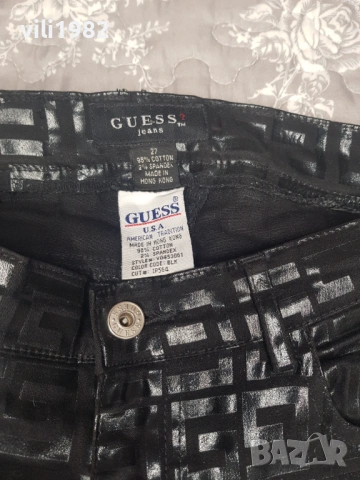 vili1987
GUESS?
jeans
TM
27
98% COTTON
2% SPANDEX
MADE IN
HONG KONG
GUESS®
U.S.A.
AMERICAN TRADITION
MADE IN HONG KONG
98% COTTON
2% SPANDEX
COLOR CODE: BLK
BAZAR